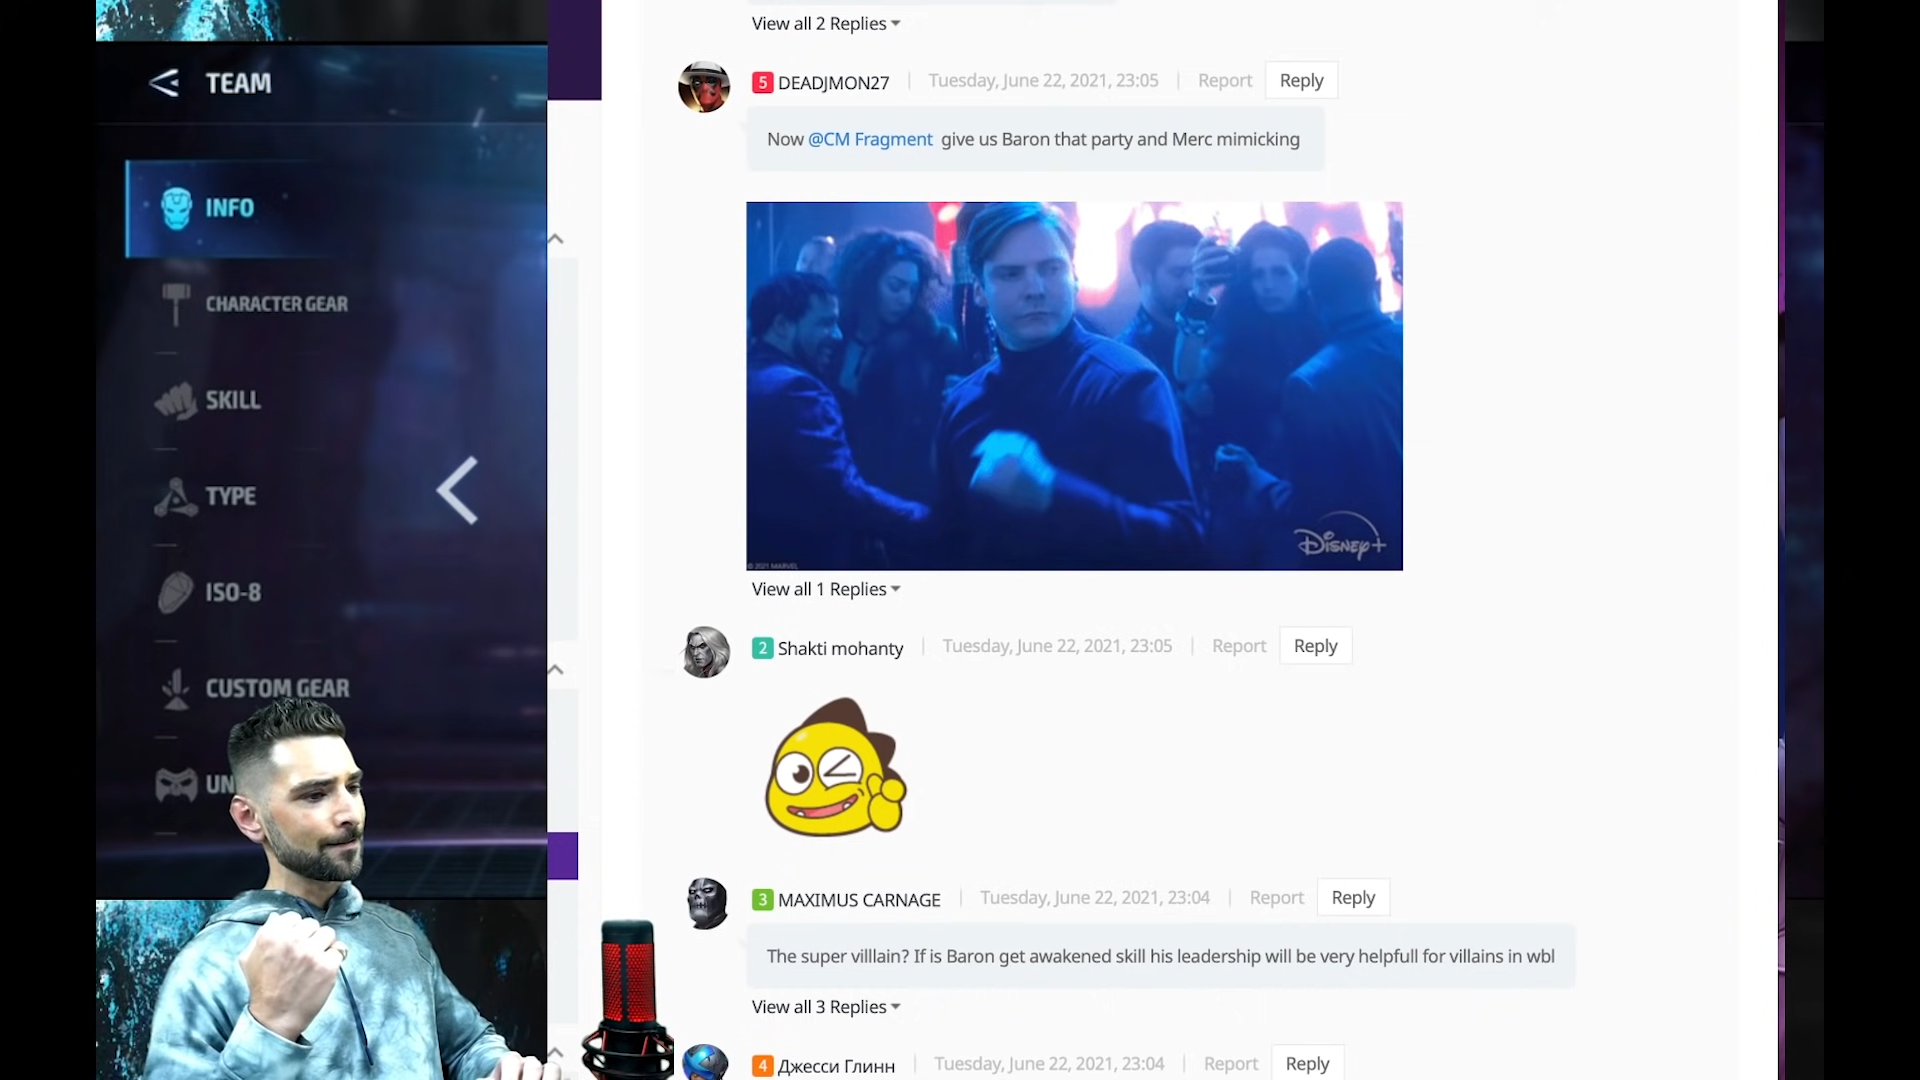 TEAM
INFO
CHARACTER GEAR
SKILL
TYPE
ISO-8
CUSTOM GEAR
UN
View all 2 Replies
5 DEADJMON27 Tuesday, June 22, 2021, 23:05 Report Reply
Now @CM Fragment give us Baron that party and Merc mimicking
Disney+
© 2021 MARVEL
View all 1 Replies
2 Shakti mohanty Tuesday, June 22, 2021, 23:05 Report Reply
3 MAXIMUS CARNAGE Tuesday, June 22, 2021, 23:04 Report Reply
The super villlain? If is Baron get awakened skill his leadership will be very helpfull for villains in wbl
View all 3 Replies
4 Джесси Глинн Tuesday, June 22, 2021, 23:04 Report Reply